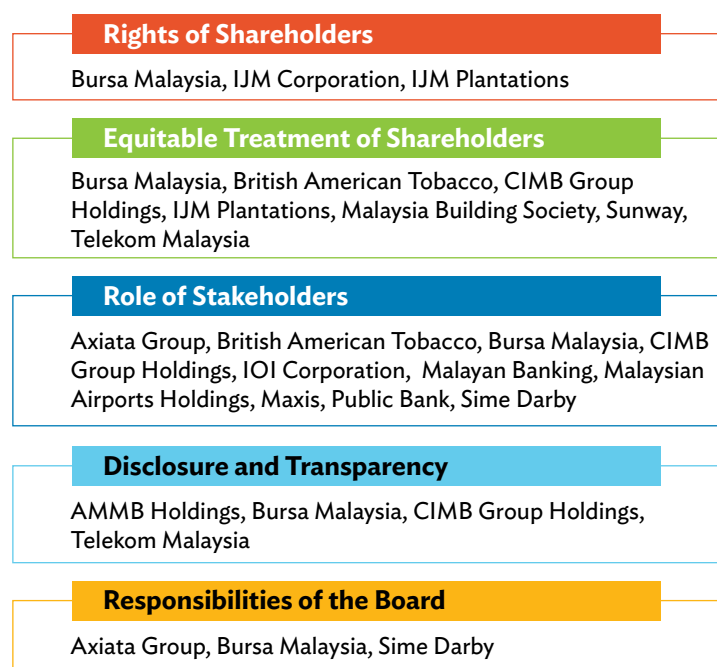 Rights of Shareholders
Bursa Malaysia, IJM Corporation, IJM Plantations
Equitable Treatment of Shareholders
Bursa Malaysia, British American Tobacco, CIMB Group
Holdings, IJM Plantations, Malaysia Building Society, Sunway,
Telekom Malaysia
Role of Stakeholders
Axiata Group, British American Tobacco, Bursa Malaysia, CIMB
Group Holdings, IOI Corporation, Malayan Banking, Malaysian
Airports Holdings, Maxis, Public Bank, Sime Darby
Disclosure and Transparency
AMMB Holdings, Bursa Malaysia, CIMB Group Holdings,
Telekom Malaysia
Responsibilities of the Board
Axiata Group, Bursa Malaysia, Sime Darby